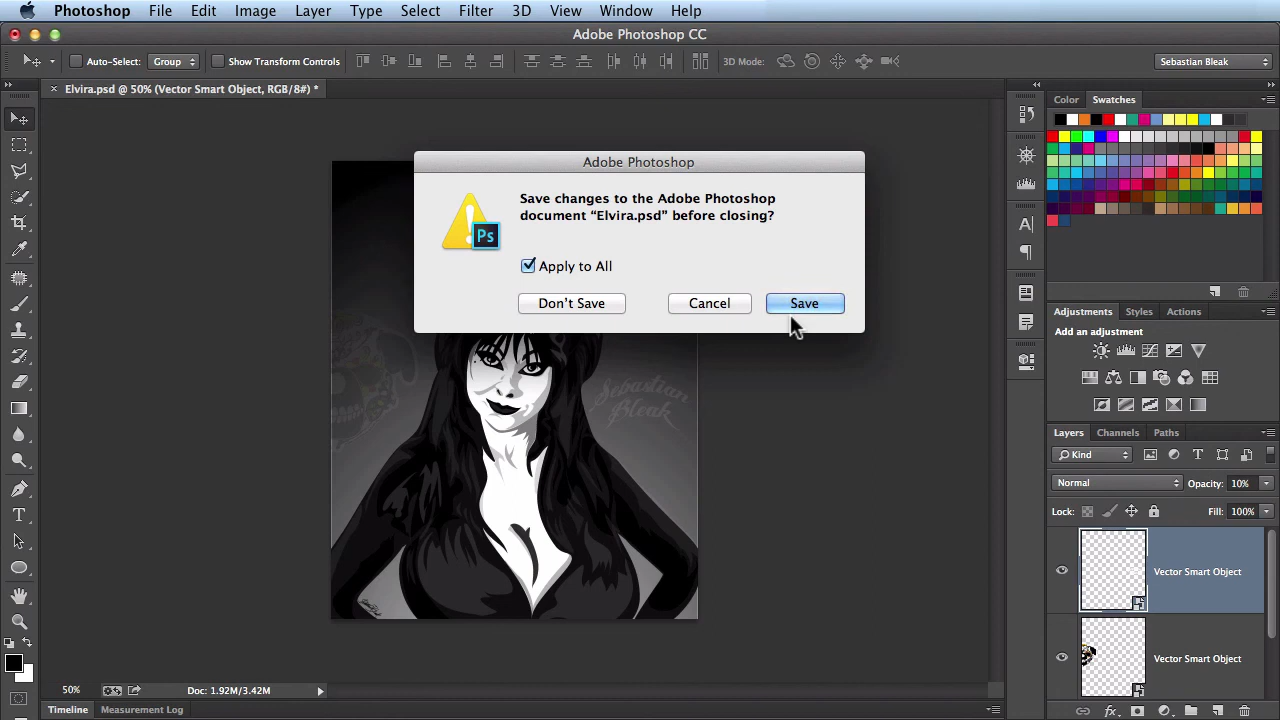 Photoshop File Edit Image Layer Type Select Filter 3D View Window Help
Adobe Photoshop CC
Auto-Select: Group Show Transform Controls 3D Mode: Sebastian Bleak
× Elvira.psd @ 50% (Vector Smart Object, RGB/8#) *
Color Swatches
Adobe Photoshop
Save changes to the Adobe Photoshop
document “Elvira.psd” before closing?
Ps
Apply to All
Don’t Save Cancel Save
Adjustments Styles Actions
Add an adjustment
Sebastian
Bleak
Layers Channels Paths
Kind
Normal Opacity: 10%
Lock: Fill: 100%
Vector Smart Object
Vector Smart Object
50% Doc: 1.92M/3.42M
Timeline Measurement Log